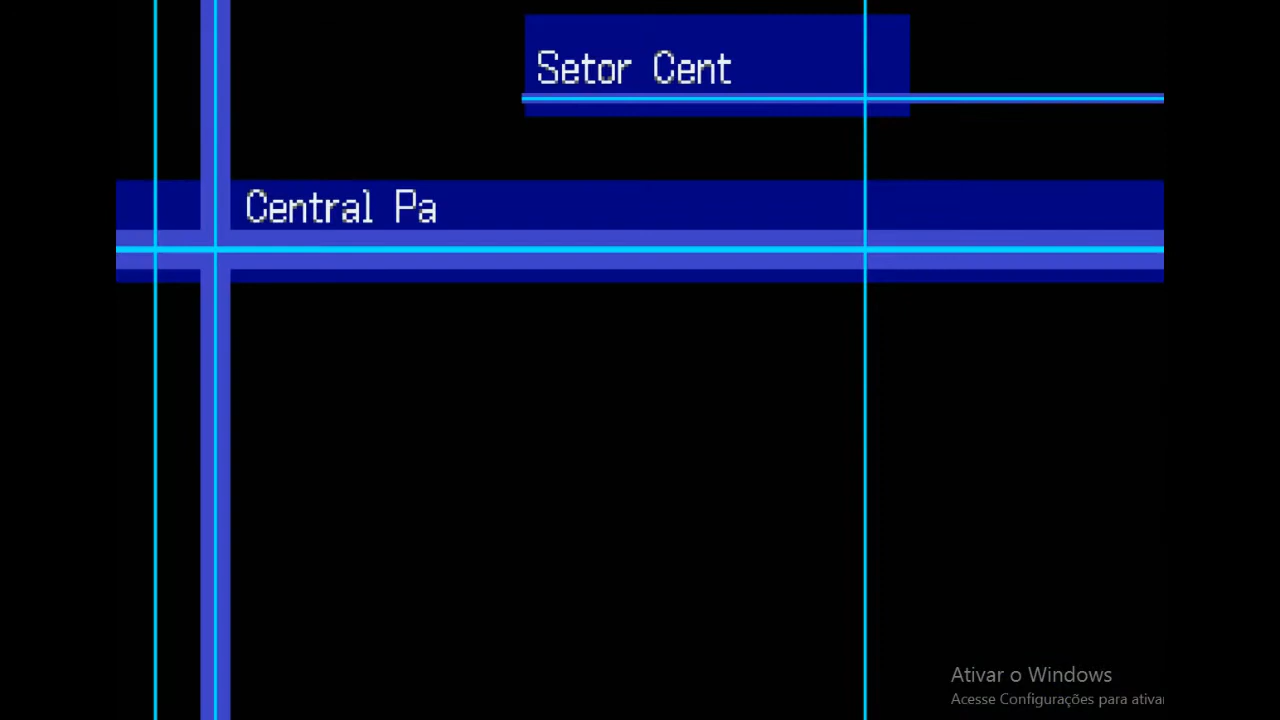 Setor Cent
Central Pa
Ativar o Windows
Acesse Configurações para ativar